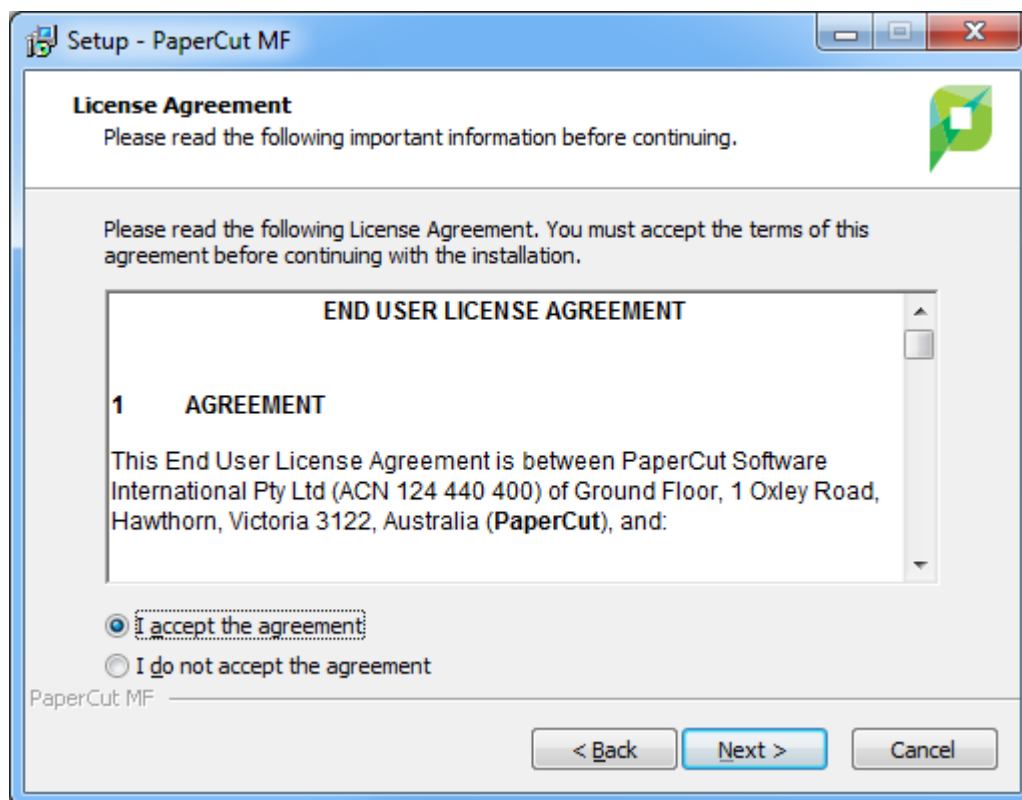 Setup - PaperCut MF
License Agreement
Please read the following important information before continuing.
Please read the following License Agreement. You must accept the terms of this
agreement before continuing with the installation.
END USER LICENSE AGREEMENT
1 AGREEMENT
This End User License Agreement is between PaperCut Software
International Pty Ltd (ACN 124 440 400) of Ground Floor, 1 Oxley Road,
Hawthorn, Victoria 3122, Australia (PaperCut), and:
I accept the agreement
I do not accept the agreement
PaperCut MF
< Back Next > Cancel